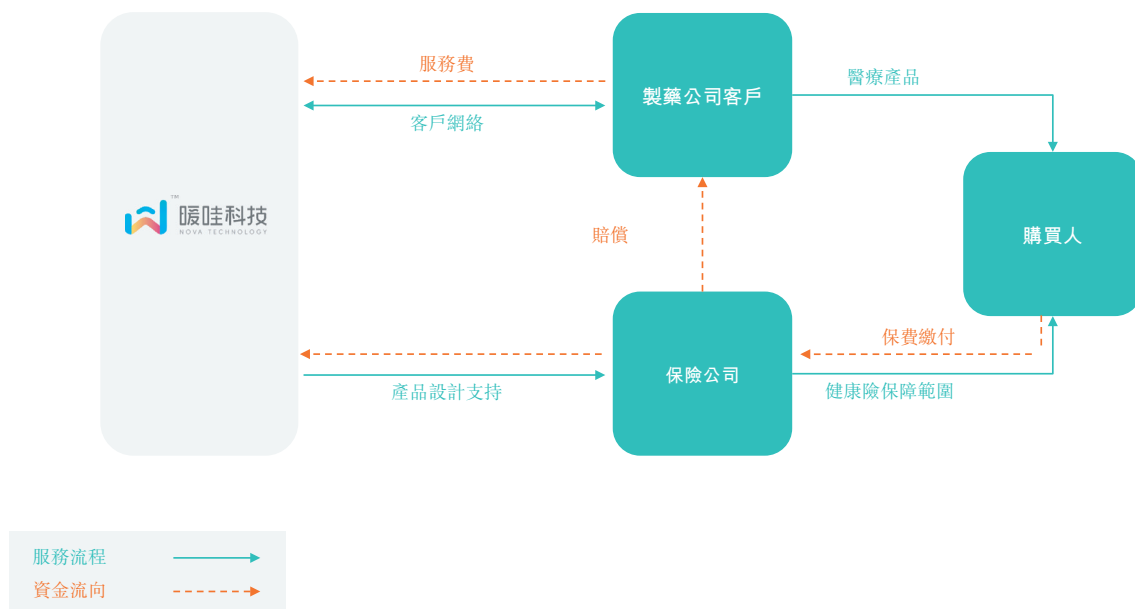 服務費
客戶網絡
製藥公司客戶
醫療產品
™
暖哇科技
NOVA TECHNOLOGY
賠償
購買人
保費繳付
保險公司
產品設計支持
健康險保障範圍
服務流程
資金流向